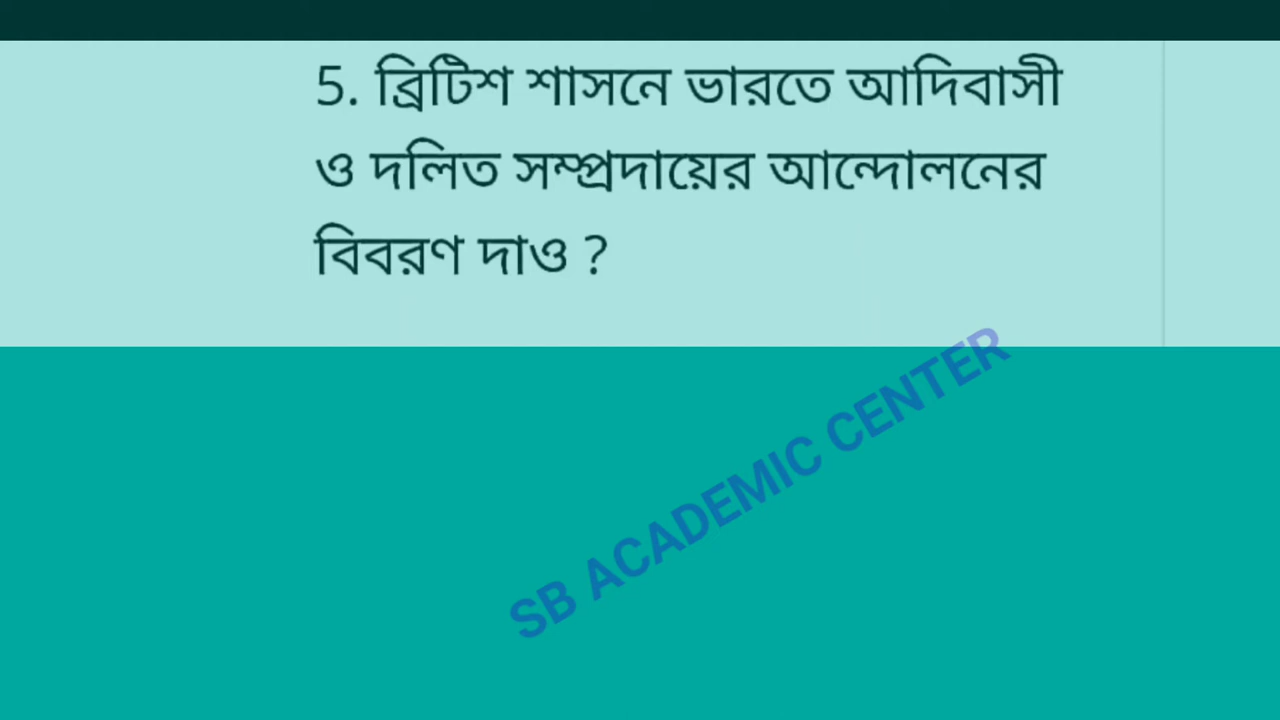 5. ব্রিটিশ শাসনে ভারতে আদিবাসী
ও দলিত সম্প্রদায়ের আন্দোলনের
বিবরণ দাও ?
SB ACADEMIC CENTER